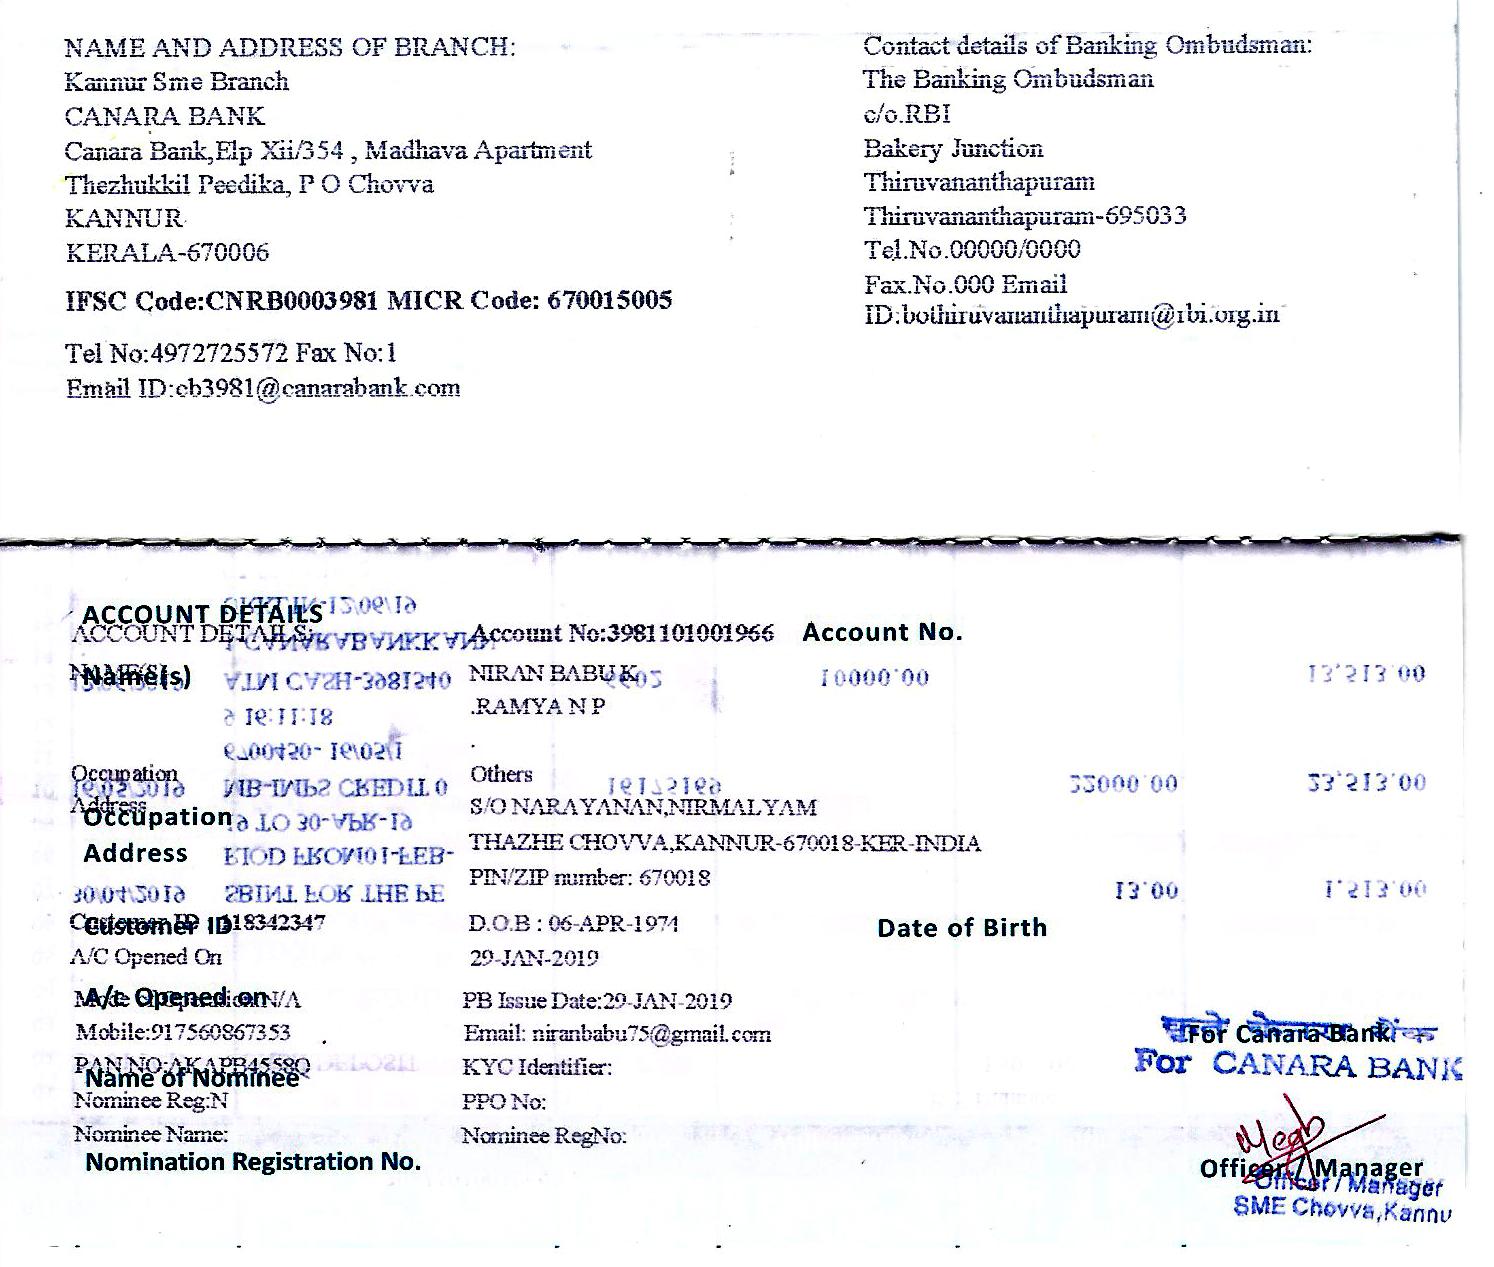 NAME AND ADDRESS OF BRANCH:
Kannur Sme Branch
CANARA BANK
Canara Bank,Elp Xii/354 , Madhava Apartment
Thezhukkil Peedika, P O Chovva
KANNUR
KERALA-670006
IFSC Code:CNRB0003981 MICR Code: 670015005
Tel No:4972725572 Fax No:1
Email ID:cb3981@canarabank.com
Contact details of Banking Ombudsman:
The Banking Ombudsman
c/o.RBI
Bakery Junction
Thiruvananthapuram
Thiruvananthapuram-695033
Tel.No.00000/0000
Fax.No.000 Email
ID:bothiruvananthapuram@rbi.org.in
ACCOUNT DETAILS
ACCOUNT DETAILS: Account No:3981101001966 Account No.
Name(s) NIRAN BABU K
.RAMYA N P
.
Occupation Others
Address S/O NARAYANAN,NIRMALYAM
Occupation
Address THAZHE CHOVVA,KANNUR-670018-KER-INDIA
PIN/ZIP number: 670018
Customer ID 118342347 D.O.B : 06-APR-1974 Date of Birth
Customer ID
A/C Opened On 29-JAN-2019
A/c Opened on N/A PB Issue Date:29-JAN-2019
Mobile:917560867353 Email: niranbabu75@gmail.com
For Canara Bank
PAN NO:AKAPB4558Q KYC Identifier:
For CANARA BANK
Name of Nominee
Nominee Reg:N PPO No:
Nominee Name: Nominee RegNo:
Nomination Registration No.
Officer / Manager
Officer / Manager
SME Chovva,Kannu